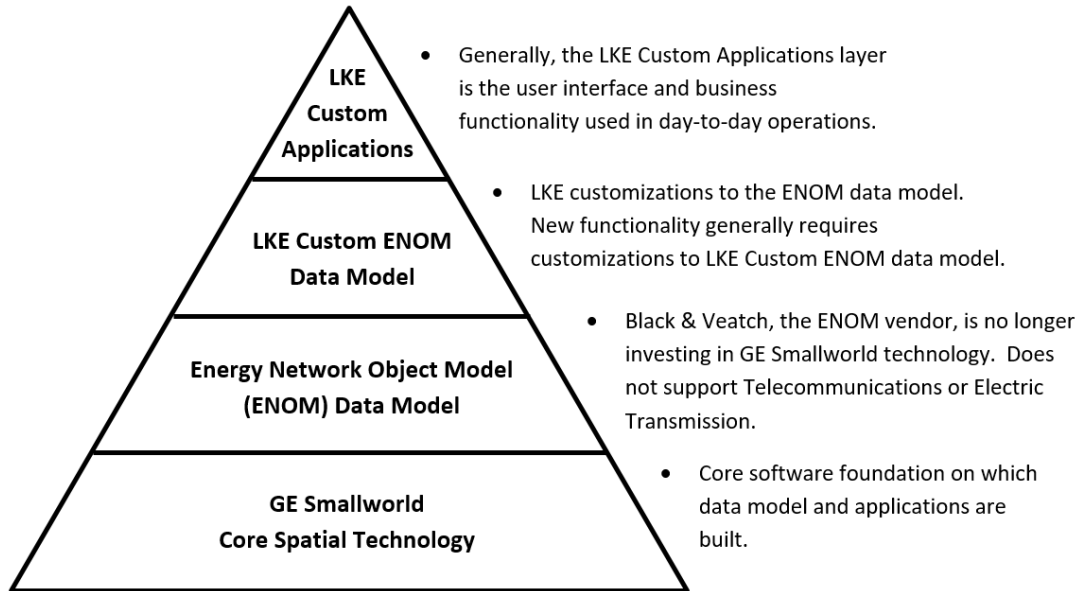 LKE
Custom
Applications
• Generally, the LKE Custom Applications layer
is the user interface and business
functionality used in day-to-day operations.
LKE Custom ENOM
Data Model
• LKE customizations to the ENOM data model.
New functionality generally requires
customizations to LKE Custom ENOM data model.
Energy Network Object Model
(ENOM) Data Model
• Black & Veatch, the ENOM vendor, is no longer
investing in GE Smallworld technology.  Does
not support Telecommunications or Electric
Transmission.
GE Smallworld
Core Spatial Technology
• Core software foundation on which
data model and applications are
built.